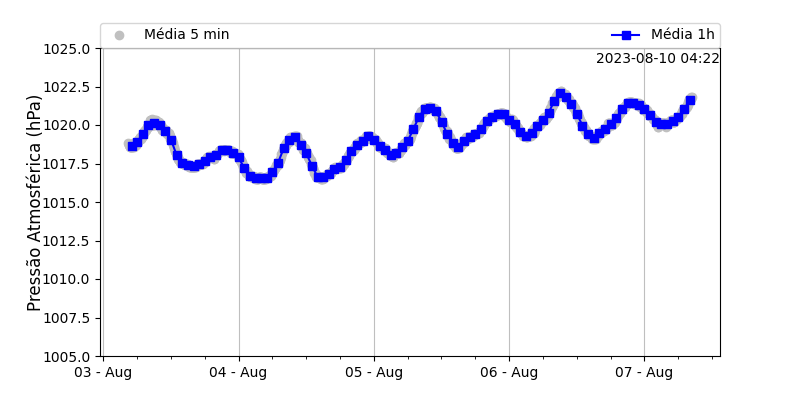 Média 5 min
Média 1h
2023-08-10 04:22
Pressão Atmosférica (hPa)
1025.0
1022.5
1020.0
1017.5
1015.0
1012.5
1010.0
1007.5
1005.0
03 - Aug
04 - Aug
05 - Aug
06 - Aug
07 - Aug